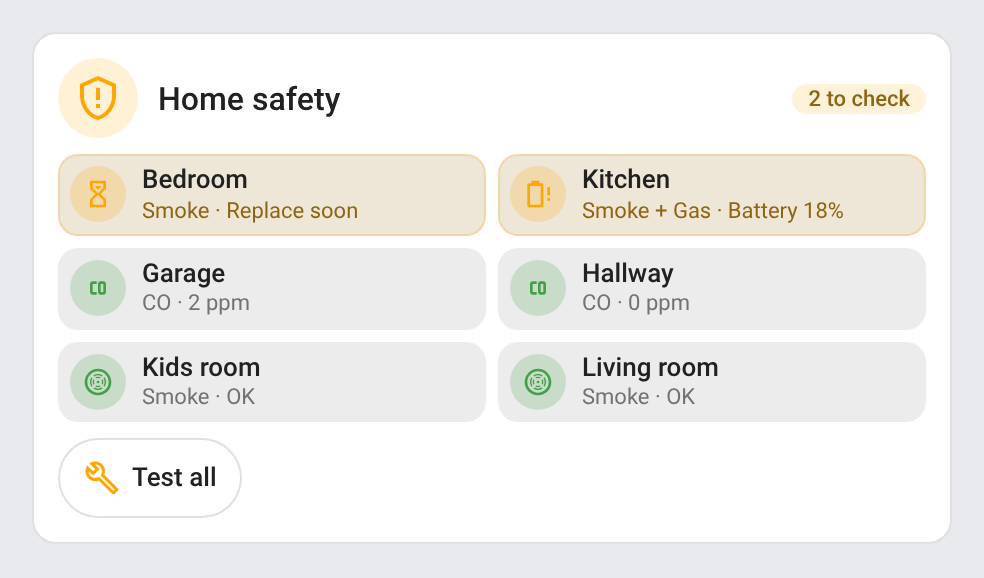 Home safety
2 to check
Bedroom
Smoke · Replace soon
Kitchen
Smoke + Gas · Battery 18%
CO
Garage
CO · 2 ppm
CO
Hallway
CO · 0 ppm
Kids room
Smoke · OK
Living room
Smoke · OK
Test all